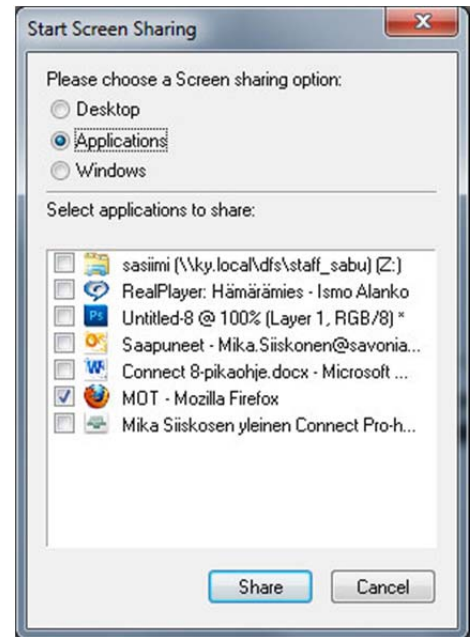 Start Screen Sharing
Please choose a Screen sharing option:
Desktop
Applications
Windows
Select applications to share:
sasiimi (\\ky.local\dfs\staff_sabu) (Z:)
RealPlayer: Hämärämies - Ismo Alanko
Untitled-8 @ 100% (Layer 1, RGB/8) *
Saapuneet - Mika.Siiskonen@savonia...
Connect 8-pikaohje.docx - Microsoft ...
MOT - Mozilla Firefox
Mika Siiskosen yleinen Connect Pro-h...
Share Cancel